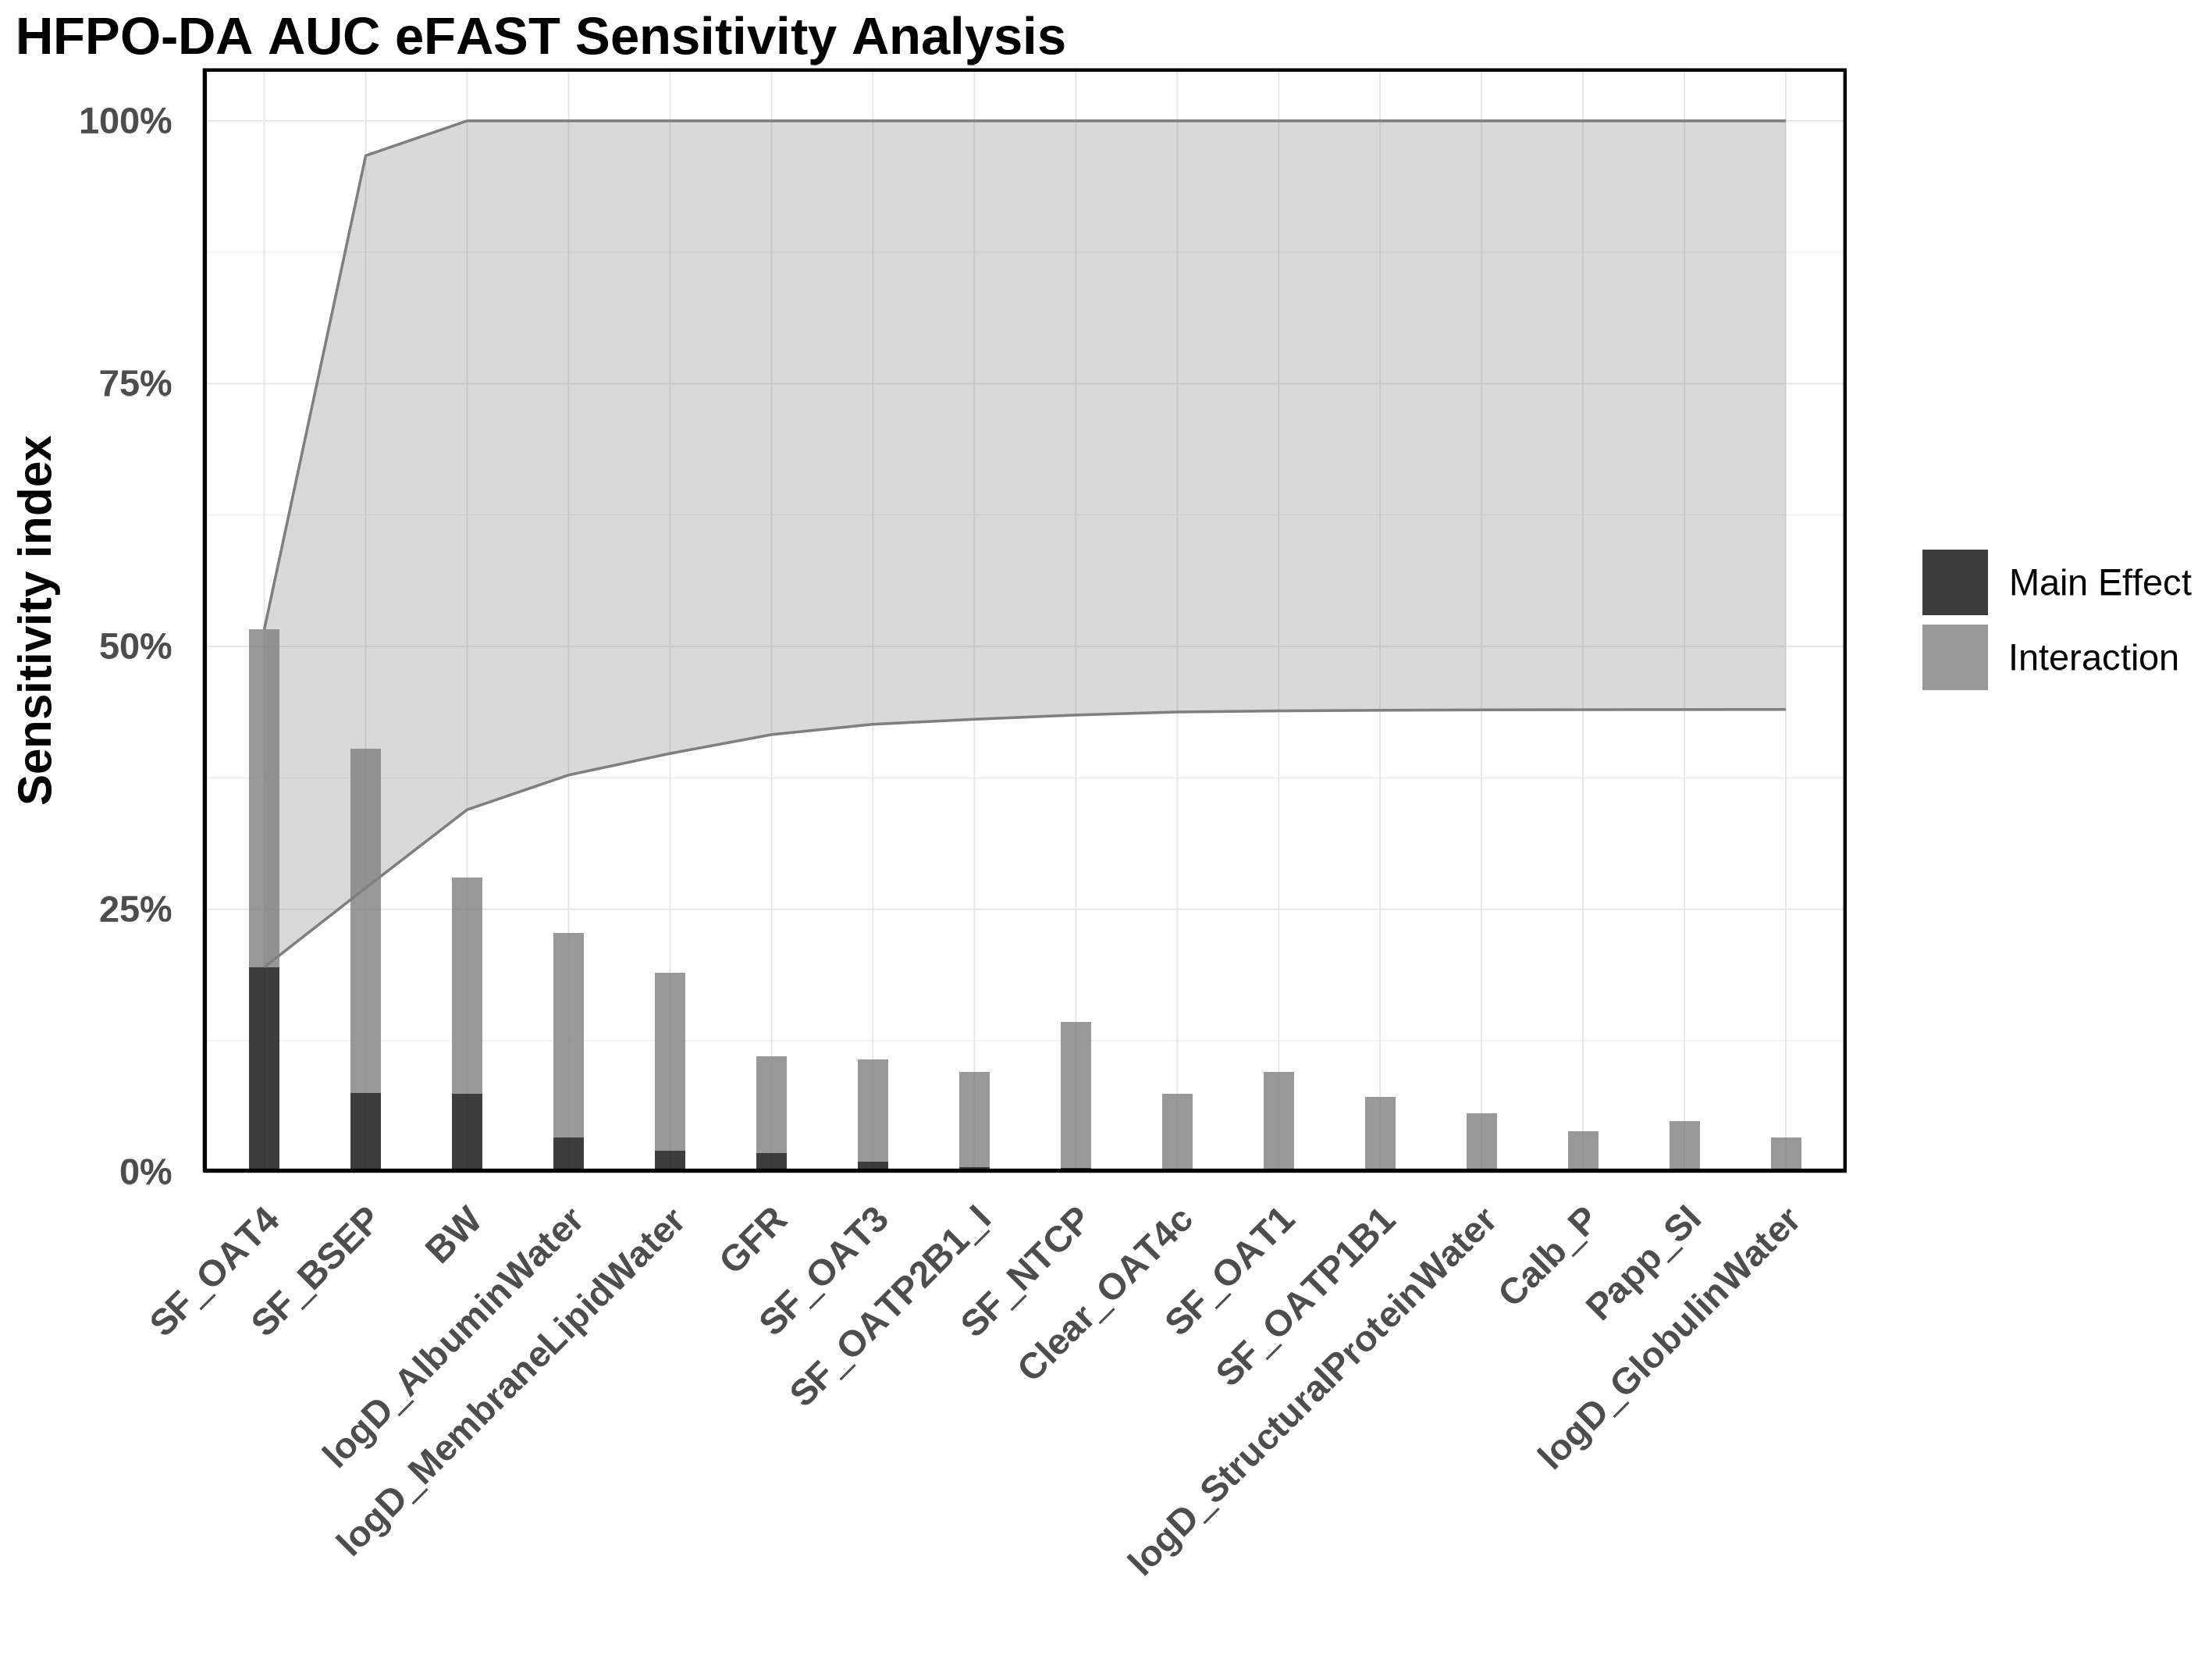 HFPO-DA AUC eFAST Sensitivity Analysis
Sensitivity index
100%
75%
50%
25%
0%
SF_OAT4
SF_BSEP
BW
logD_AlbuminWater
logD_MembraneLipidWater
GFR
SF_OAT3
SF_OATP2B1_I
SF_NTCP
Clear_OAT4c
SF_OAT1
SF_OATP1B1
logD_StructuralProteinWater
Calb_P
Papp_SI
logD_GlobulinWater
Main Effect
Interaction